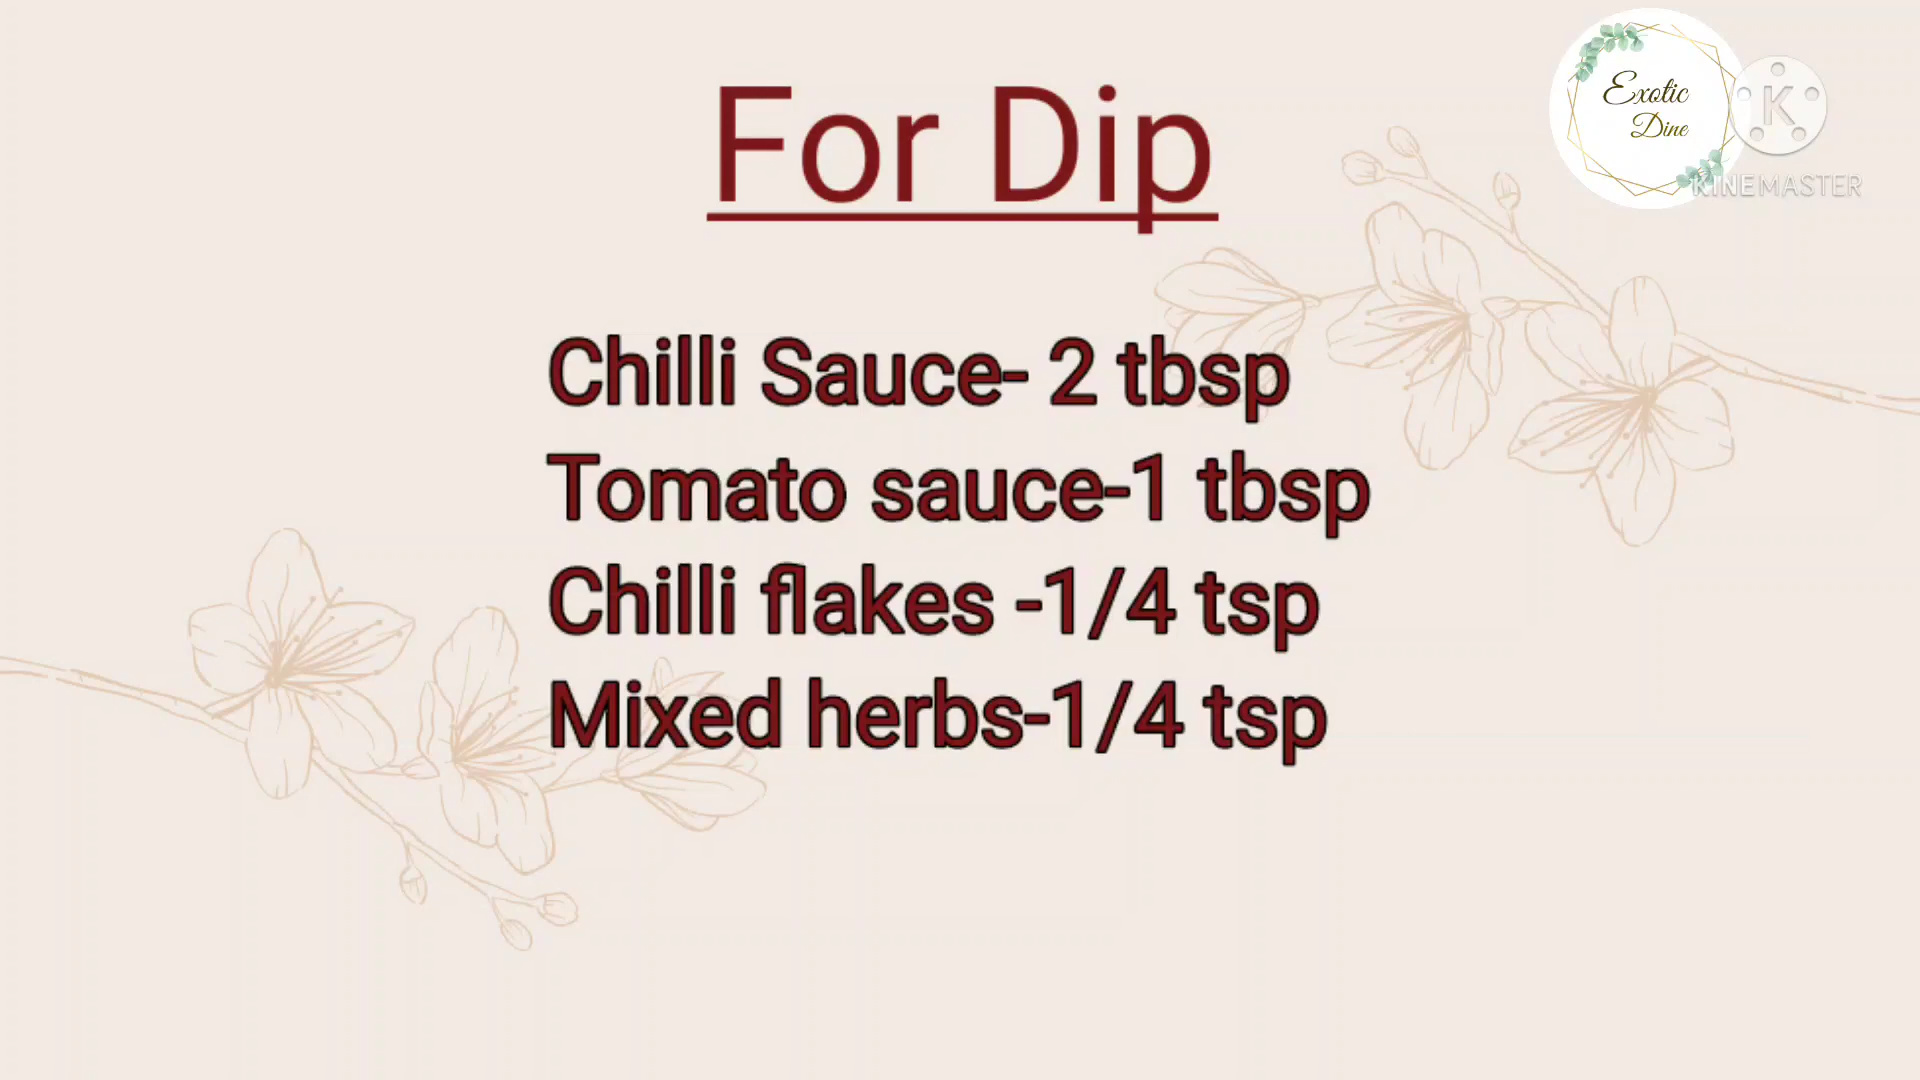 For Dip
Exotic
Dine
K
KINEMASTER
Chilli Sauce- 2 tbsp
Tomato sauce-1 tbsp
Chilli flakes -1/4 tsp
Mixed herbs-1/4 tsp